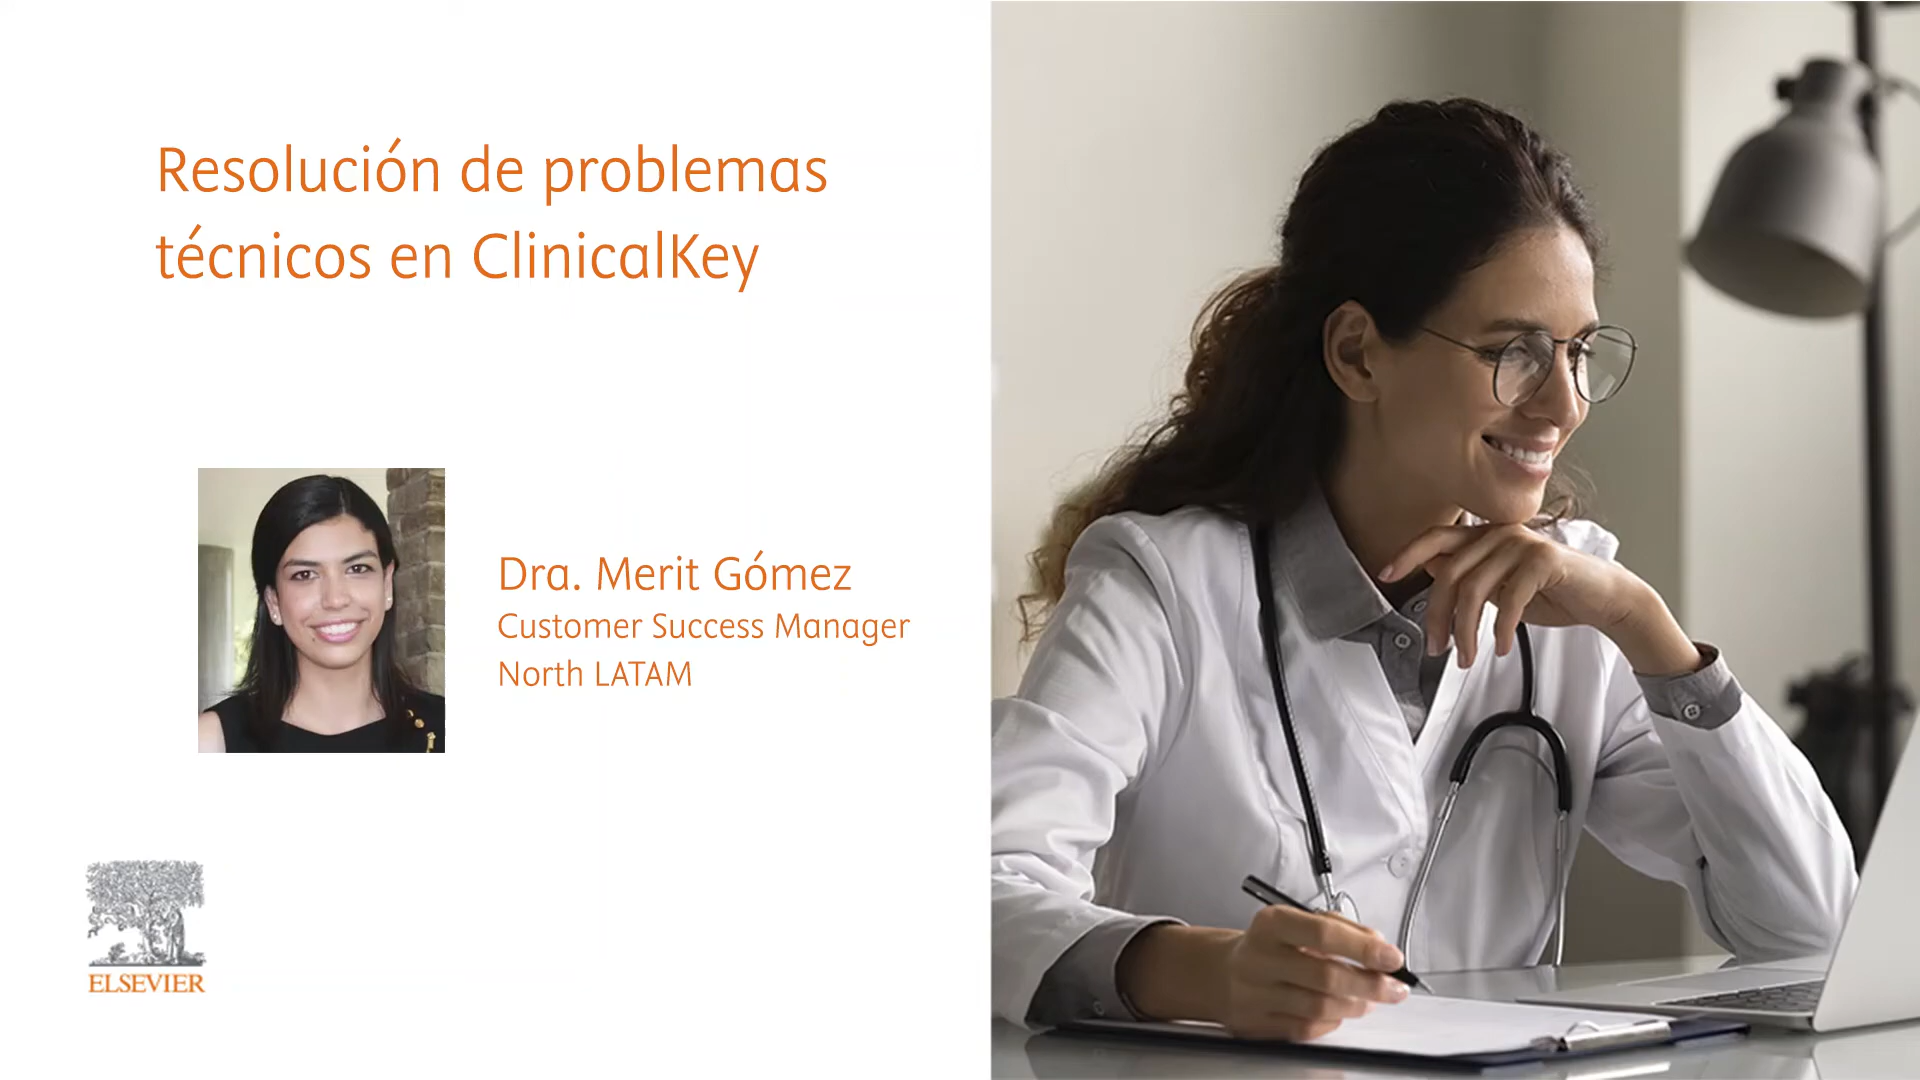 Resolución de problemas
técnicos en ClinicalKey
Dra. Merit Gómez
Customer Success Manager
North LATAM
ELSEVIER